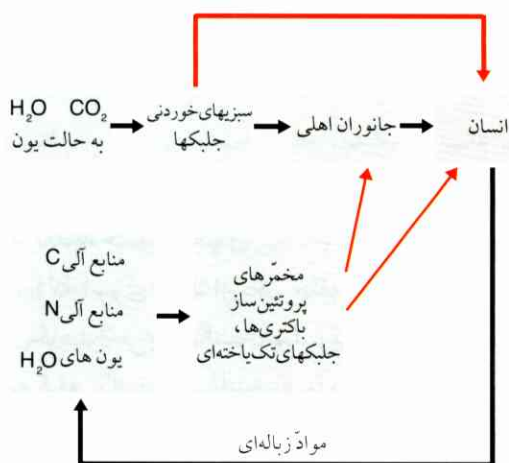 H₂O CO₂
به حالت یون
سبزیهای خوردنی
جلبکها
جانوران اهلی
انسان
منابع آلی C
منابع آلی N
یون های H₂O
مخمّرهای
پروتئین‌ساز
باکتری‌ها،
جلبکهای تک‌یاخته‌ای
موادّ زباله‌ای